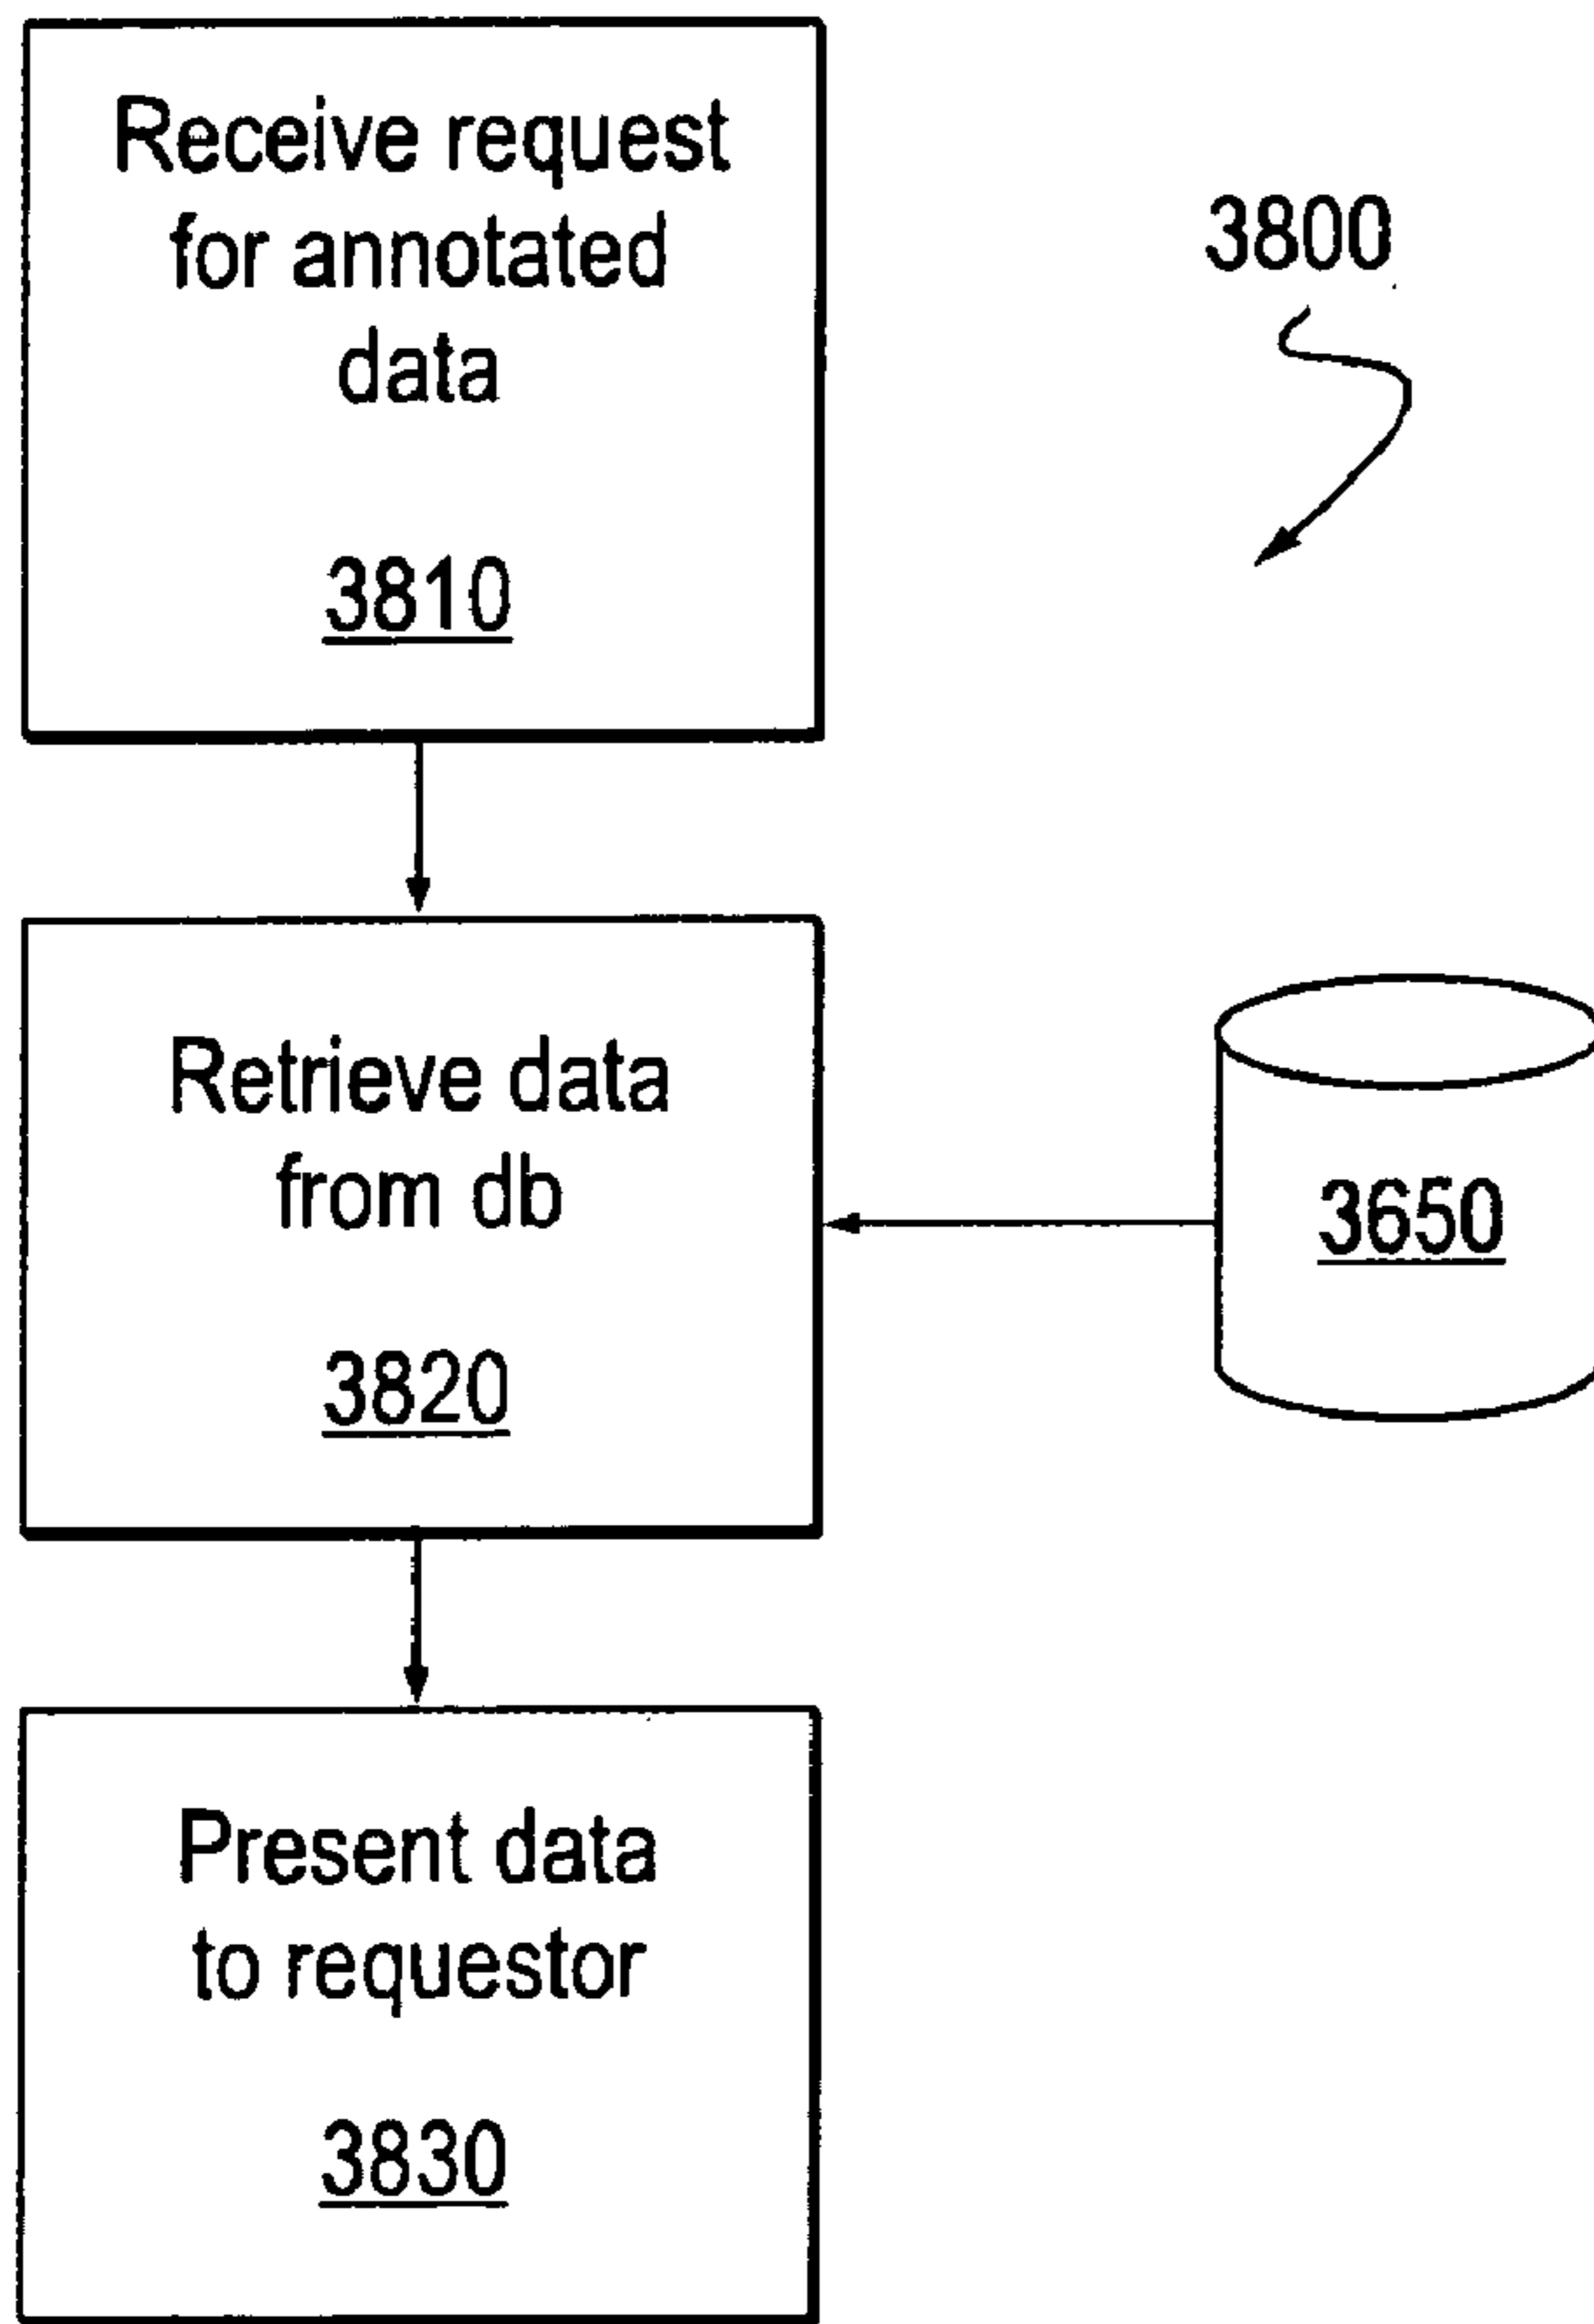 Receive request
for annotated
data
3810
3800
Retrieve data
from db
3820
3650
Present data
to requestor
3830